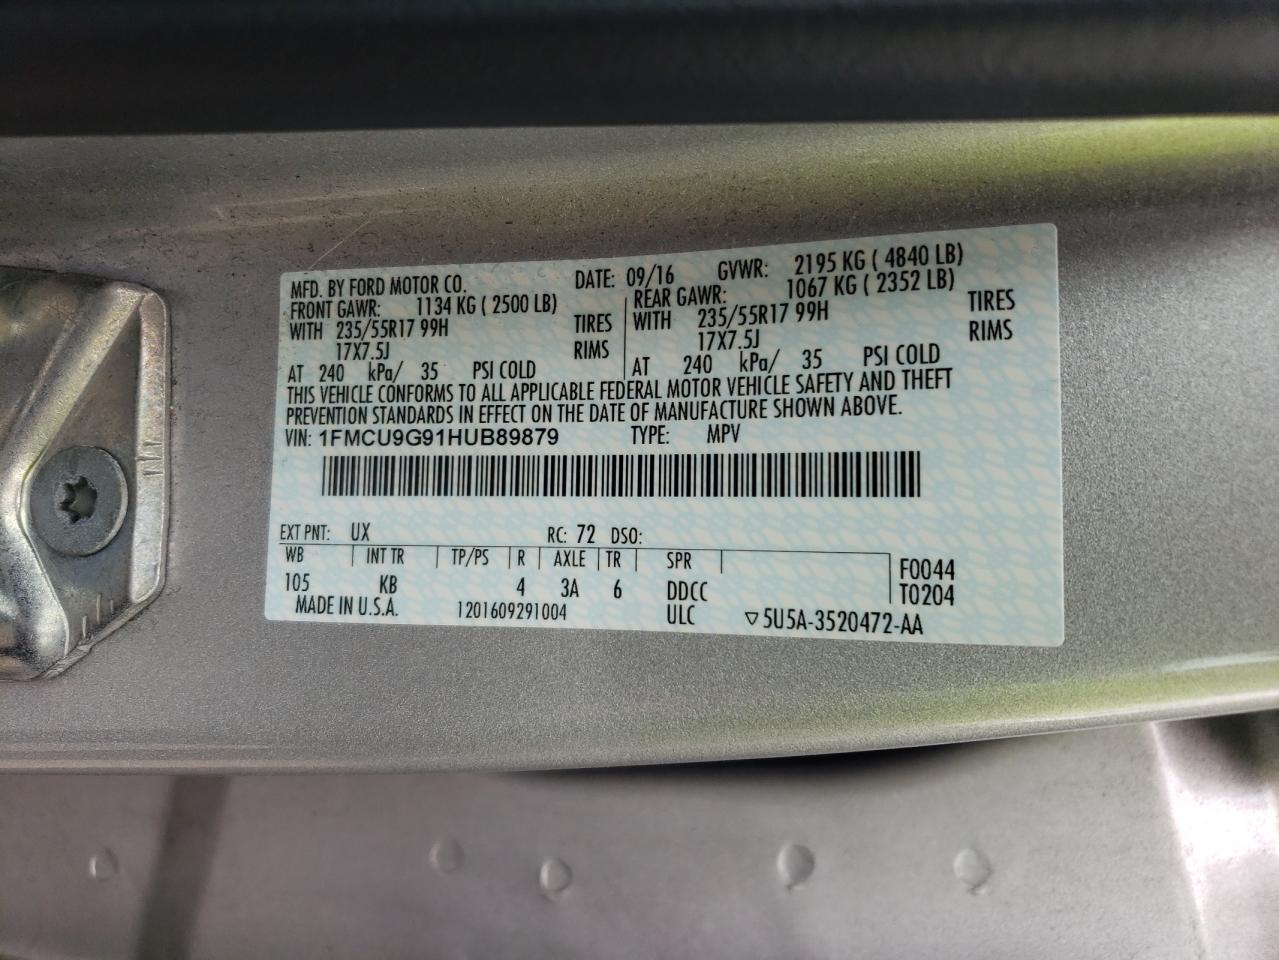 MFD. BY FORD MOTOR CO. DATE: 09/16 GVWR: 2195 KG ( 4840 LB)
FRONT GAWR: 1134 KG ( 2500 LB) REAR GAWR: 1067 KG ( 2352 LB)
WITH 235/55R17 99H TIRES WITH 235/55R17 99H TIRES
17X7.5J RIMS 17X7.5J RIMS
AT 240 kPa/ 35 PSI COLD AT 240 kPa/ 35 PSI COLD
THIS VEHICLE CONFORMS TO ALL APPLICABLE FEDERAL MOTOR VEHICLE SAFETY AND THEFT
PREVENTION STANDARDS IN EFFECT ON THE DATE OF MANUFACTURE SHOWN ABOVE.
VIN: 1FMCU9G91HUB89879 TYPE: MPV
EXT PNT: UX RC: 72 DSO:
WB INT TR TP/PS R AXLE TR SPR F0044
105 KB 4 3A 6 DDCC T0204
MADE IN U.S.A. 1201609291004 ULC ▽5U5A-3520472-AA